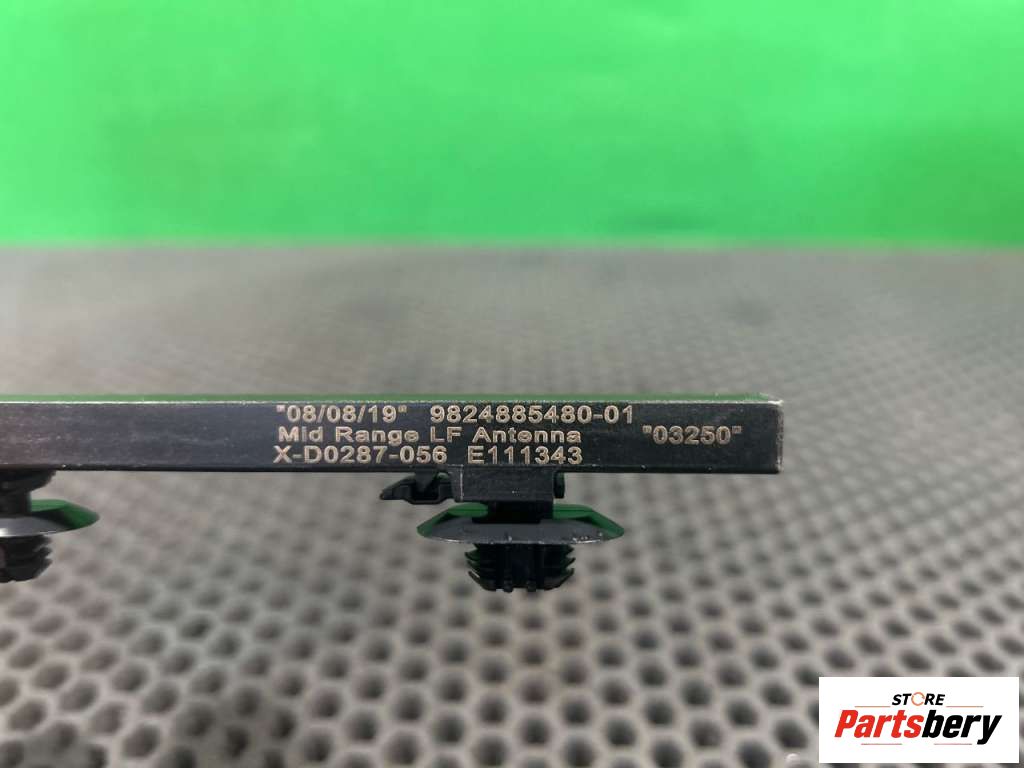 "08/08/19" 9824885480-01
Mid Range LF Antenna "03250"
X-D0287-056 E111343
STORE
Partsbery